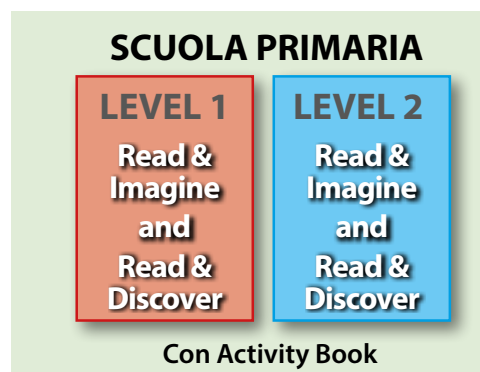 SCUOLA PRIMARIA
LEVEL 1
Read &
Imagine
and
Read &
Discover
LEVEL 2
Read &
Imagine
and
Read &
Discover
Con Activity Book